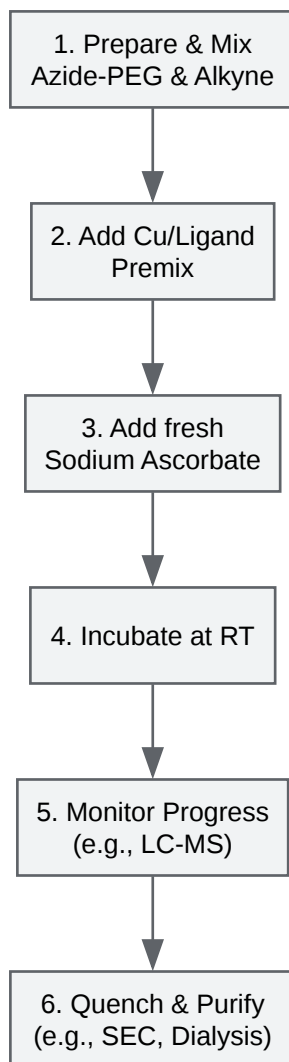 1. Prepare & Mix
Azide-PEG & Alkyne
2. Add Cu/Ligand
Premix
3. Add fresh
Sodium Ascorbate
4. Incubate at RT
5. Monitor Progress
(e.g., LC-MS)
6. Quench & Purify
(e.g., SEC, Dialysis)